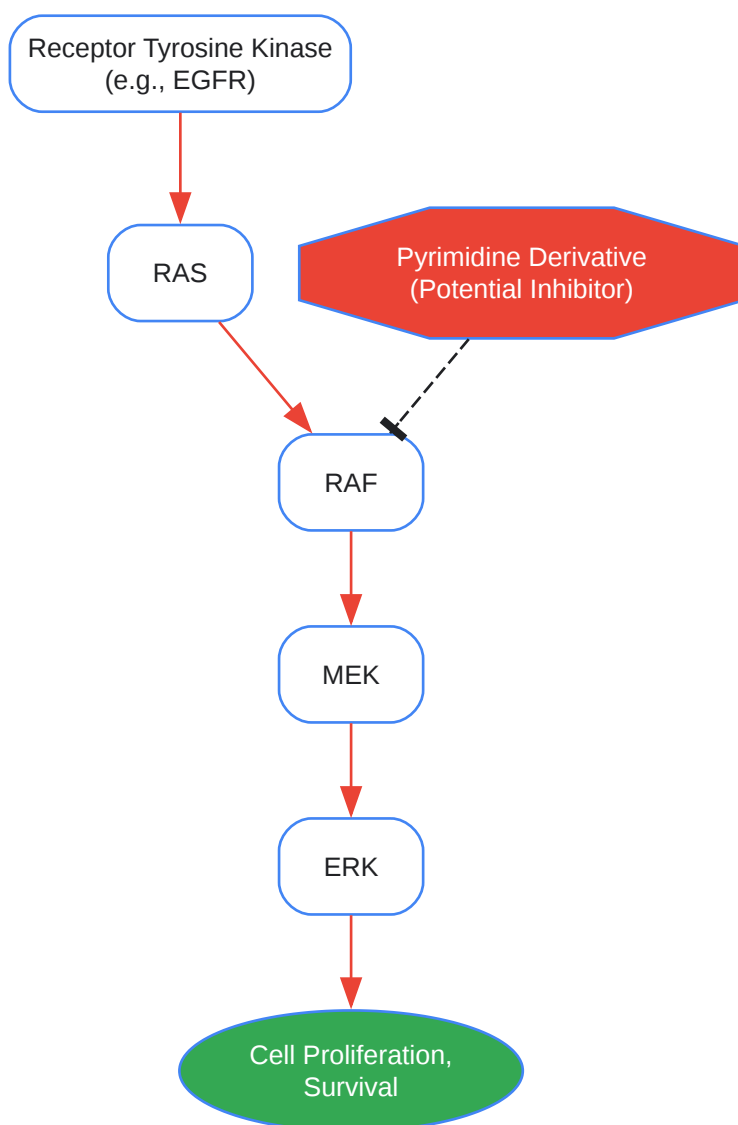 Receptor Tyrosine Kinase
(e.g., EGFR)
RAS
Pyrimidine Derivative
(Potential Inhibitor)
RAF
MEK
ERK
Cell Proliferation,
Survival